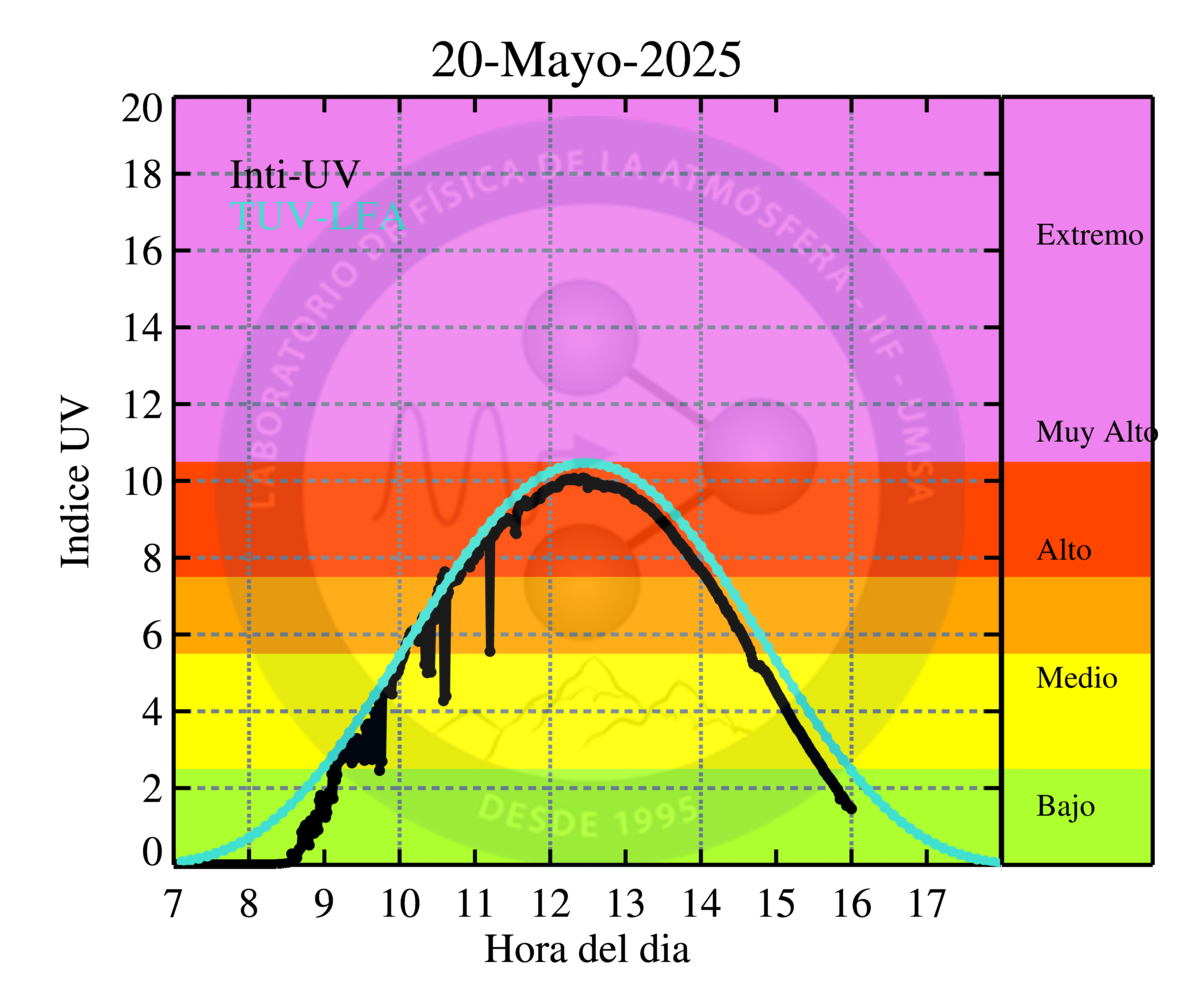 20-Mayo-2025
20
18
16
14
12
10
8
6
4
2
0
Indice UV
Inti-UV
TUV-LFA
LABORATORIO DE FÍSICA DE LA ATMÓSFERA - IIF - UMSA
DESDE 1995
Extremo
Muy Alto
Alto
Medio
Bajo
7 8 9 10 11 12 13 14 15 16 17
Hora del dia